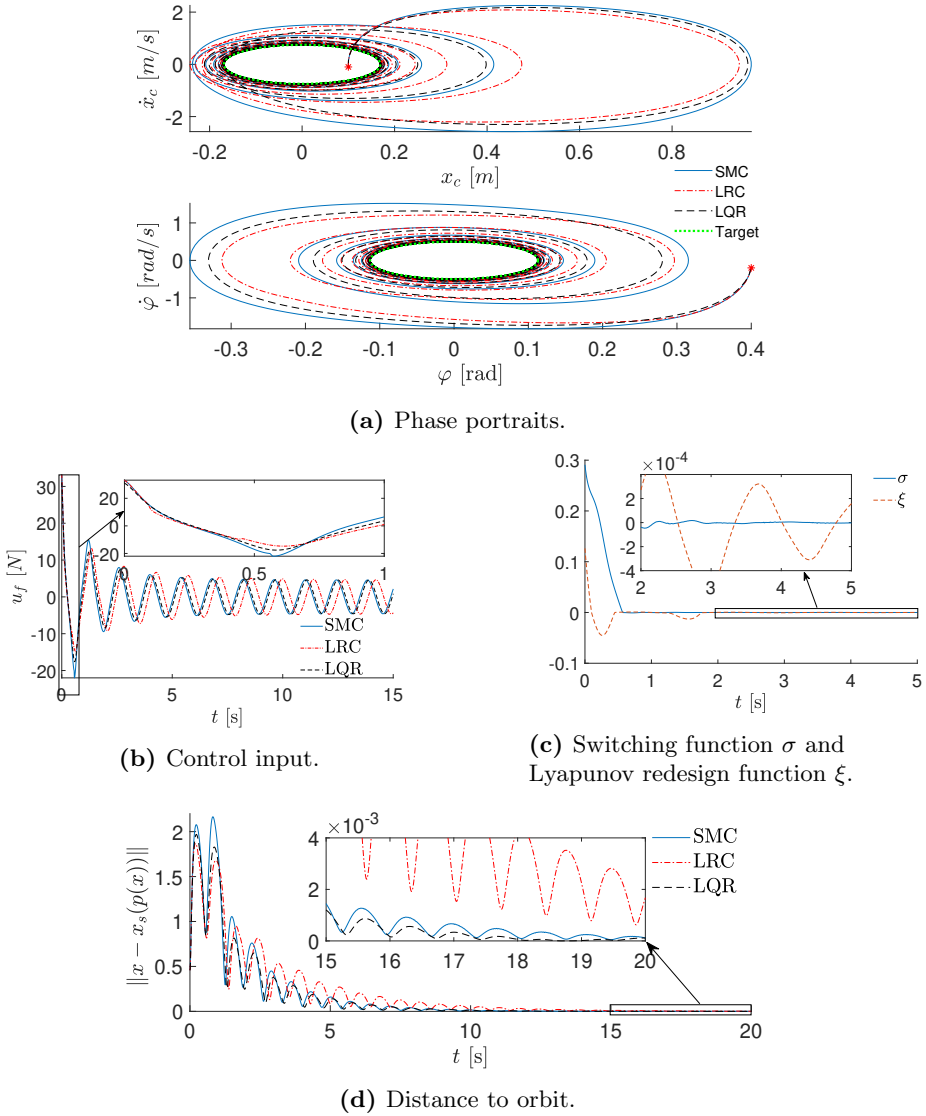 2
0
-2
ẋ_c [m/s]
-0.2 0 0.2 0.4 0.6 0.8
x_c [m]
SMC
LRC
LQR
Target
1
0
-1
φ̇ [rad/s]
-0.3 -0.2 -0.1 0 0.1 0.2 0.3 0.4
φ [rad]
(a) Phase portraits.
30
20
10
0
-10
-20
u_f [N]
20
0
-20
0 0.5 1
SMC
LRC
LQR
0 5 10 15
t [s]
(b) Control input.
0.3
0.2
0.1
0
-0.1
×10⁻⁴
4
2
0
-2
-4
2 3 4 5
σ
ξ
0 1 2 3 4 5
t [s]
(c) Switching function σ and
Lyapunov redesign function ξ.
2
1.5
1
0.5
0
||x − x_s(p(x))||
×10⁻³
4
2
0
15 16 17 18 19 20
SMC
LRC
LQR
0 5 10 15 20
t [s]
(d) Distance to orbit.